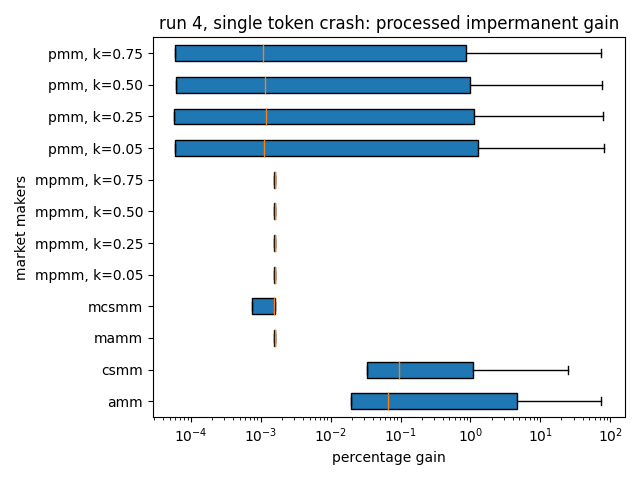 run 4, single token crash: processed impermanent gain
pmm, k=0.75
pmm, k=0.50
pmm, k=0.25
pmm, k=0.05
mpmm, k=0.75
mpmm, k=0.50
mpmm, k=0.25
mpmm, k=0.05
mcsmm
mamm
csmm
amm
market makers
10⁻⁴ 10⁻³ 10⁻² 10⁻¹ 10⁰ 10¹ 10²
percentage gain